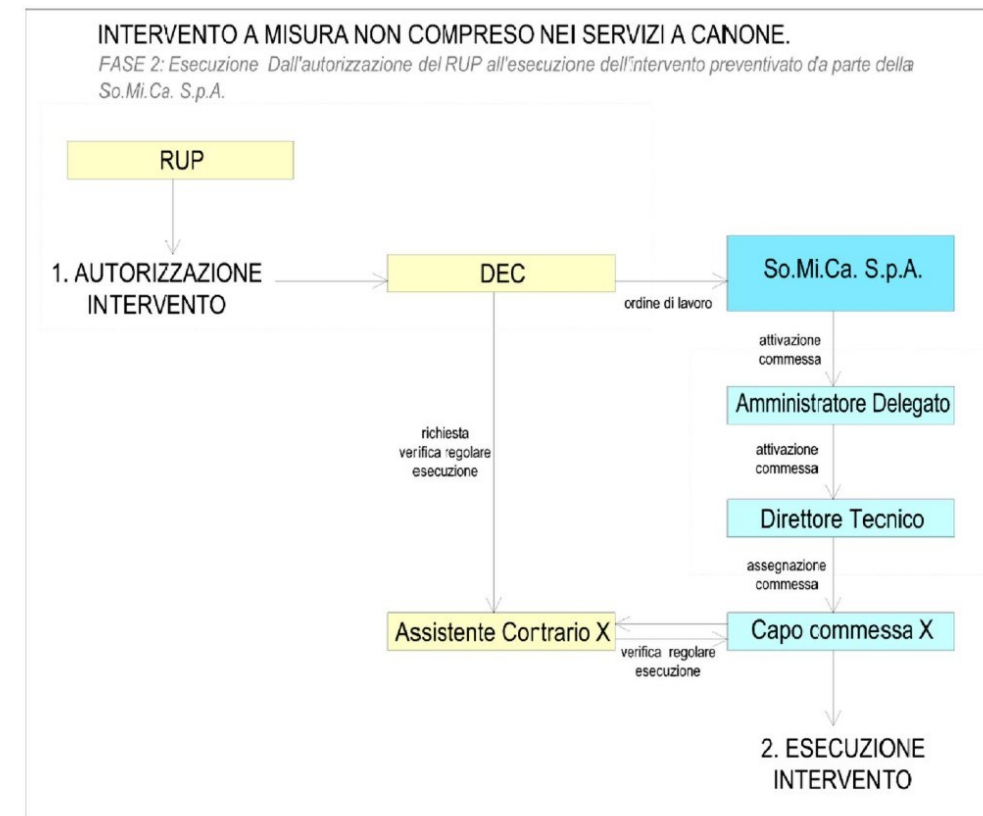 INTERVENTO A MISURA NON COMPRESO NEI SERVIZI A CANONE.
FASE 2: Esecuzione Dall'autorizzazione del RUP all'esecuzione dell'intervento preventivato da parte della
So.Mi.Ca. S.p.A.
RUP
1. AUTORIZZAZIONE
INTERVENTO
DEC
ordine di lavoro
So.Mi.Ca. S.p.A.
attivazione
commessa
Amministratore Delegato
attivazione
commessa
Direttore Tecnico
richiesta
verifica regolare
esecuzione
assegnazione
commessa
Assistente Cortrario X
verifica regolare
esecuzione
Capo commessa X
2. ESECUZIONE
INTERVENTO